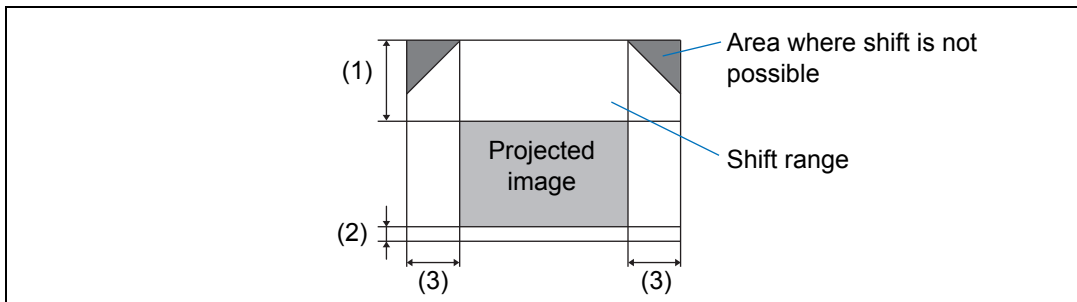 Area where shift is not
possible
(1)
Projected
image
Shift range
(2)
(3)
(3)